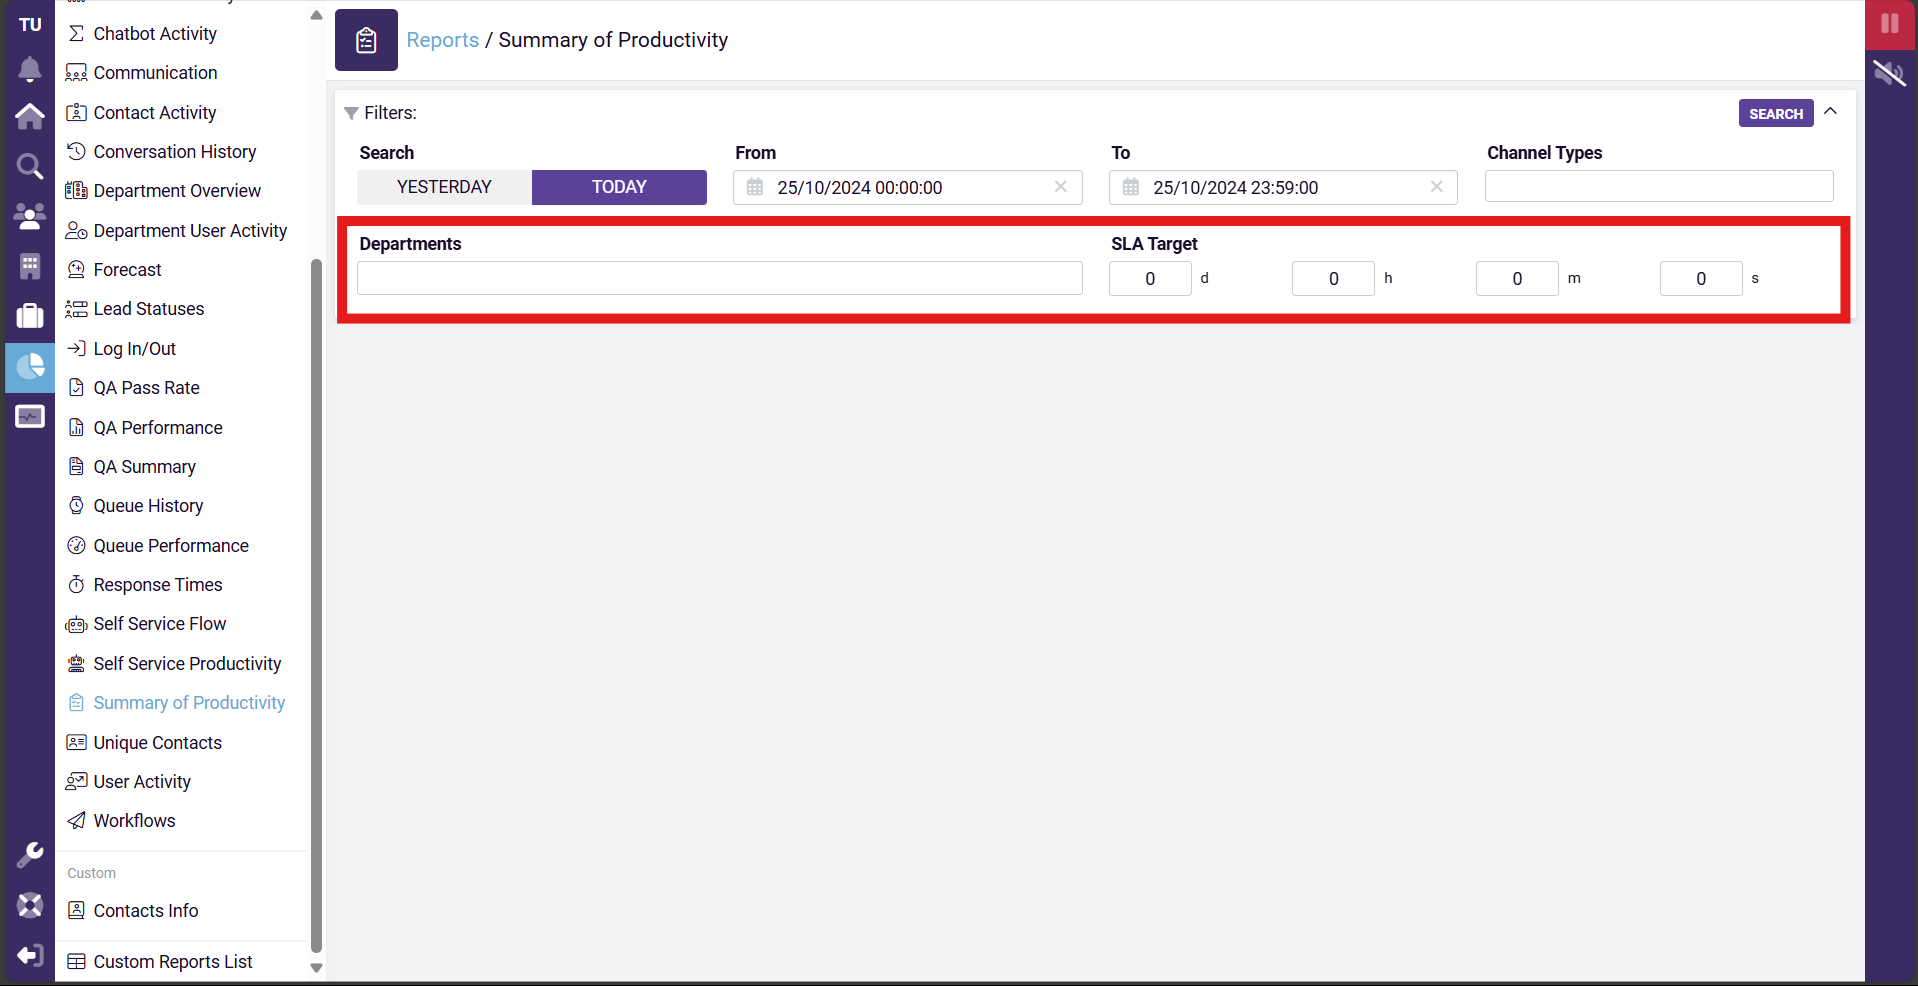 TU
Chatbot Activity
Communication
Contact Activity
Conversation History
Department Overview
Department User Activity
Forecast
Lead Statuses
Log In/Out
QA Pass Rate
QA Performance
QA Summary
Queue History
Queue Performance
Response Times
Self Service Flow
Self Service Productivity
Summary of Productivity
Unique Contacts
User Activity
Workflows
Custom
Contacts Info
Custom Reports List
Reports / Summary of Productivity
Filters:
SEARCH
Search
From
To
Channel Types
YESTERDAY
TODAY
25/10/2024 00:00:00
25/10/2024 23:59:00
Departments
SLA Target
0 d 0 h 0 m 0 s